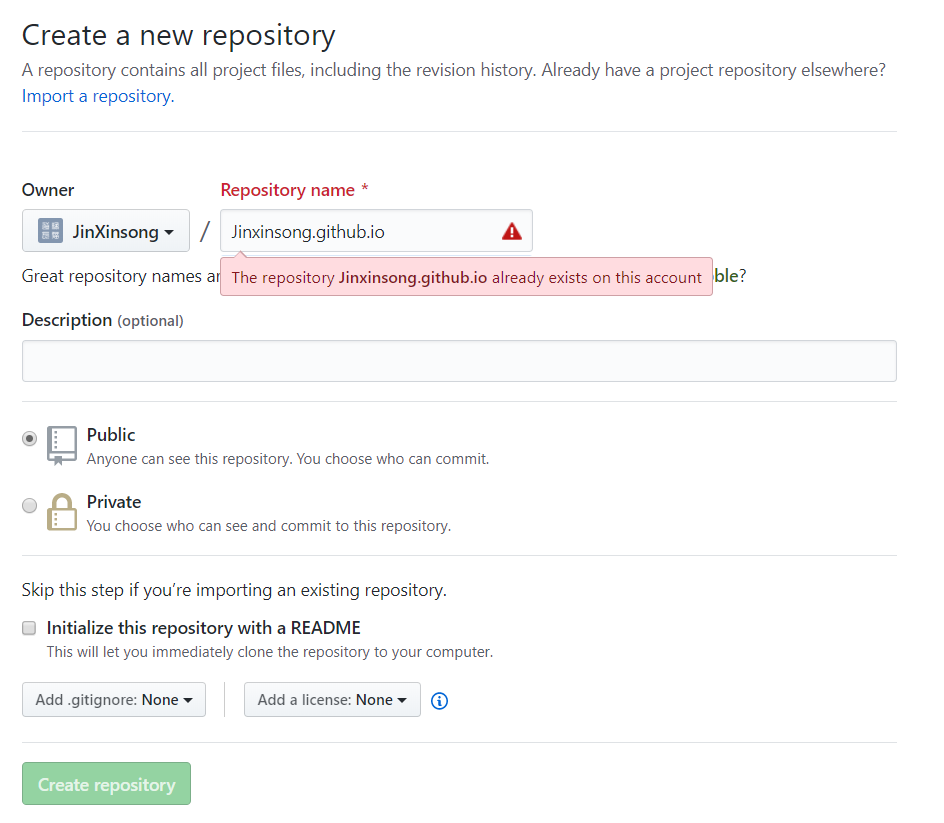 Create a new repository
A repository contains all project files, including the revision history. Already have a project repository elsewhere?
Import a repository.
Owner
Repository name *
JinXinsong / Jinxinsong.github.io
Great repository names ble?
The repository Jinxinsong.github.io already exists on this account
Description (optional)
Public
Anyone can see this repository. You choose who can commit.
Private
You choose who can see and commit to this repository.
Skip this step if you’re importing an existing repository.
Initialize this repository with a README
This will let you immediately clone the repository to your computer.
Add .gitignore: None
Add a license: None
Create repository